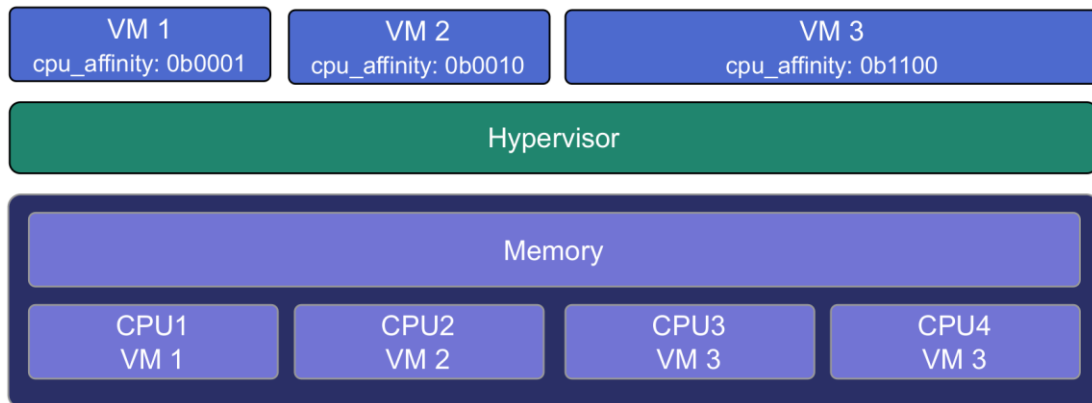 VM 1
cpu_affinity: 0b0001
VM 2
cpu_affinity: 0b0010
VM 3
cpu_affinity: 0b1100
Hypervisor
Memory
CPU1
VM 1
CPU2
VM 2
CPU3
VM 3
CPU4
VM 3